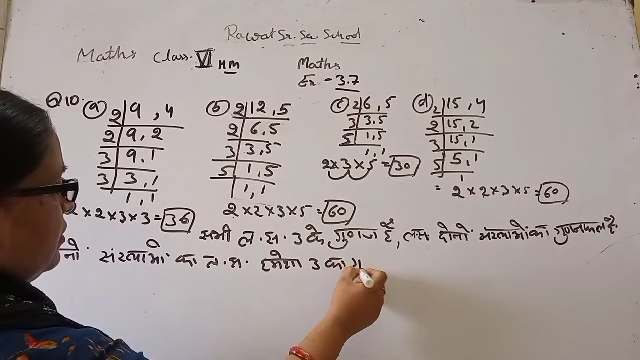 Rawat Sr. Sec School
Maths Class VI HM
Maths
Ex - 3.7
Q10 (a) 2 | 9 , 4
2 | 9 , 2
3 | 9 , 1
3 | 3 , 1
1 , 1
2 × 2 × 3 × 3 = 36
(b) 2 | 12 , 5
2 | 6 , 5
3 | 3 , 5
5 | 1 , 5
1 , 1
2 × 2 × 3 × 5 = 60
(c) 2 | 6 , 5
3 | 3 , 5
5 | 1 , 5
1 , 1
2 × 3 × 5 = 30
(d) 2 | 15 , 4
2 | 15 , 2
3 | 15 , 1
5 | 5 , 1
1
= 2 × 2 × 3 × 5 = 60
सभी ल . स . 3 के गुणज है , लस दोनो संख्याओं का गुणनफल है
संख्याओं का ल . स . हमेशा 3 का